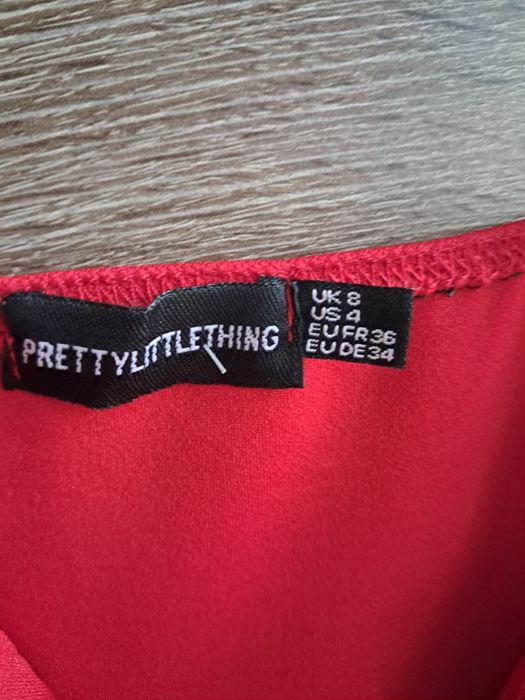 PRETTYLITTLETHING
UK 8
US 4
EU FR 36
EU DE 34